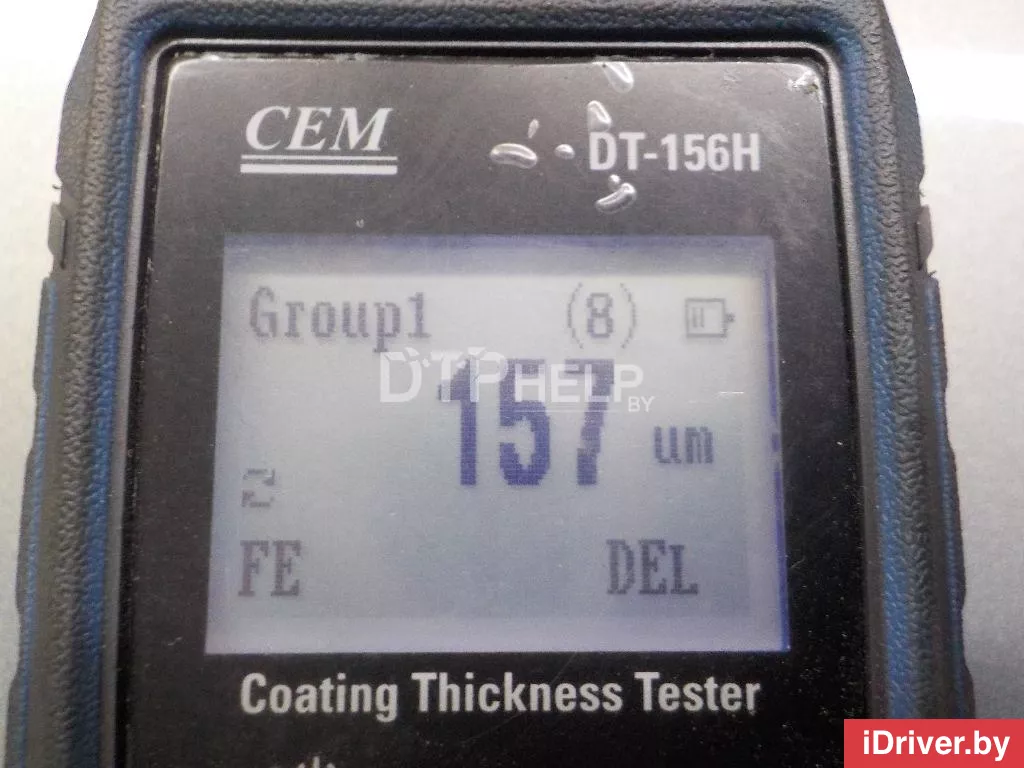 CEM
DT-156H
Group1 (8)
DTPHELP
BY
157 um
FE DEL
Coating Thickness Tester
iDriver.by